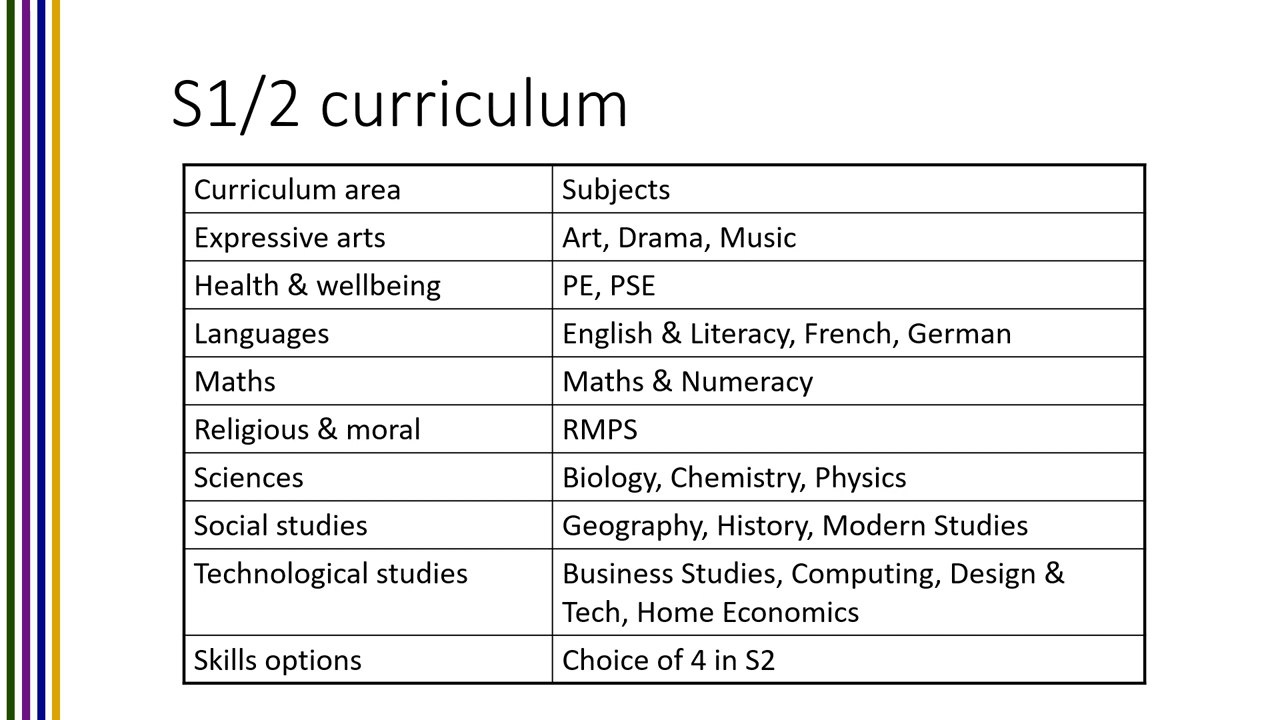 S1/2 curriculum
Curriculum area Subjects
Expressive arts Art, Drama, Music
Health & wellbeing PE, PSE
Languages English & Literacy, French, German
Maths Maths & Numeracy
Religious & moral RMPS
Sciences Biology, Chemistry, Physics
Social studies Geography, History, Modern Studies
Technological studies Business Studies, Computing, Design &
Tech, Home Economics
Skills options Choice of 4 in S2